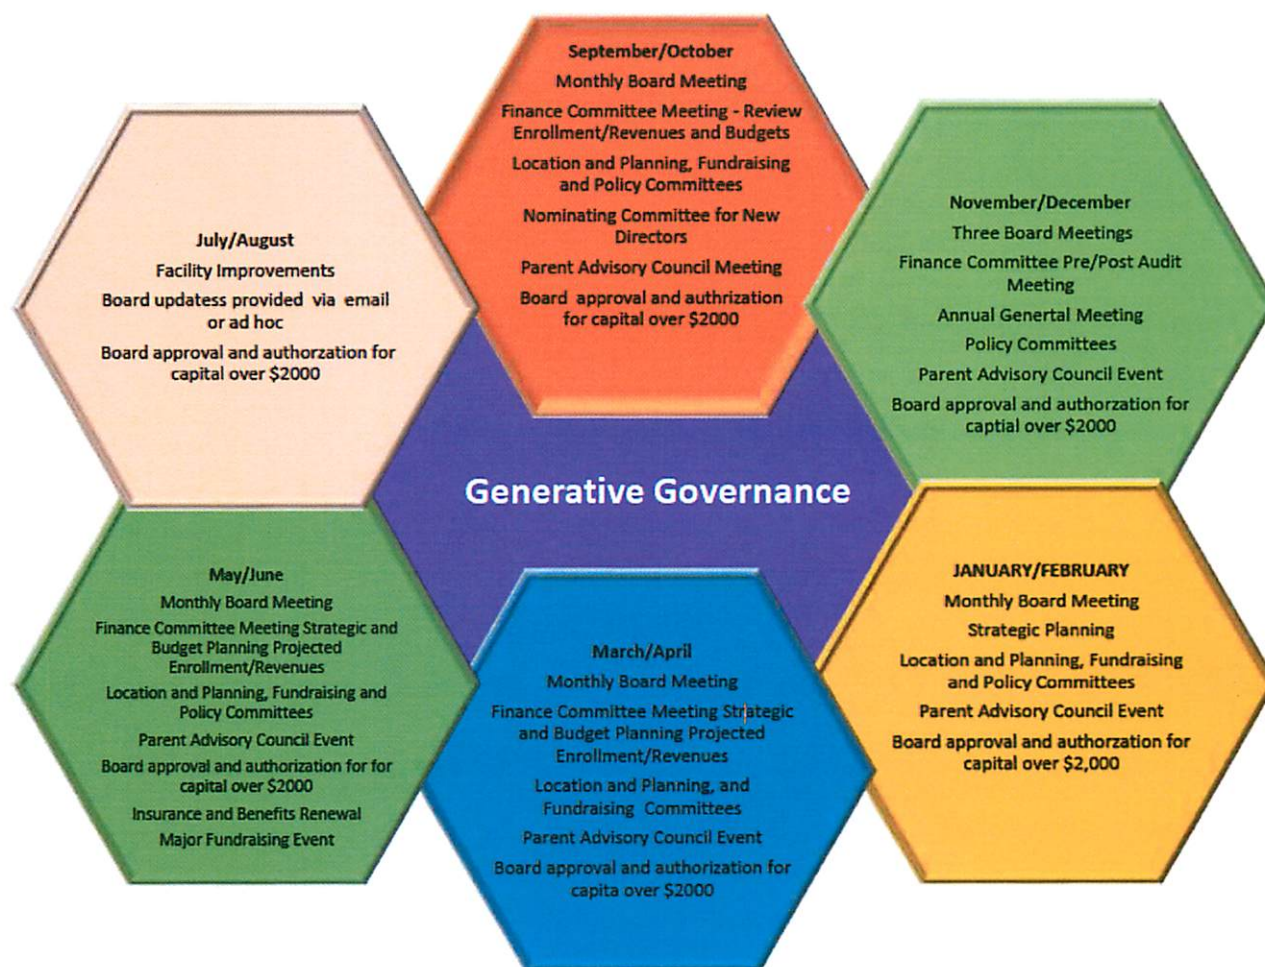 September/October
Monthly Board Meeting
Finance Committee Meeting - Review
Enrollment/Revenues and Budgets
Location and Planning, Fundraising
and Policy Committees
Nominating Committee for New
Directors
Parent Advisory Council Meeting
Board approval and authrization
for capital over $2000
November/December
Three Board Meetings
Finance Committee Pre/Post Audit
Meeting
Annual Genertal Meeting
Policy Committees
Parent Advisory Council Event
Board approval and authorzation for
captial over $2000
JANUARY/FEBRUARY
Monthly Board Meeting
Strategic Planning
Location and Planning, Fundraising
and Policy Committees
Parent Advisory Council Event
Board approval and authorzation for
capital over $2,000
March/April
Monthly Board Meeting
Finance Committee Meeting Strategic
and Budget Planning Projected
Enrollment/Revenues
Location and Planning, and
Fundraising Committees
Parent Advisory Council Event
Board approval and authorization for
capita over $2000
May/June
Monthly Board Meeting
Finance Committee Meeting Strategic and
Budget Planning Projected
Enrollment/Revenues
Location and Planning, Fundraising and
Policy Committees
Parent Advisory Council Event
Board approval and authorization for for
capital over $2000
Insurance and Benefits Renewal
Major Fundraising Event
July/August
Facility Improvements
Board updatess provided via email
or ad hoc
Board approval and authorzation for
capital over $2000
Generative Governance